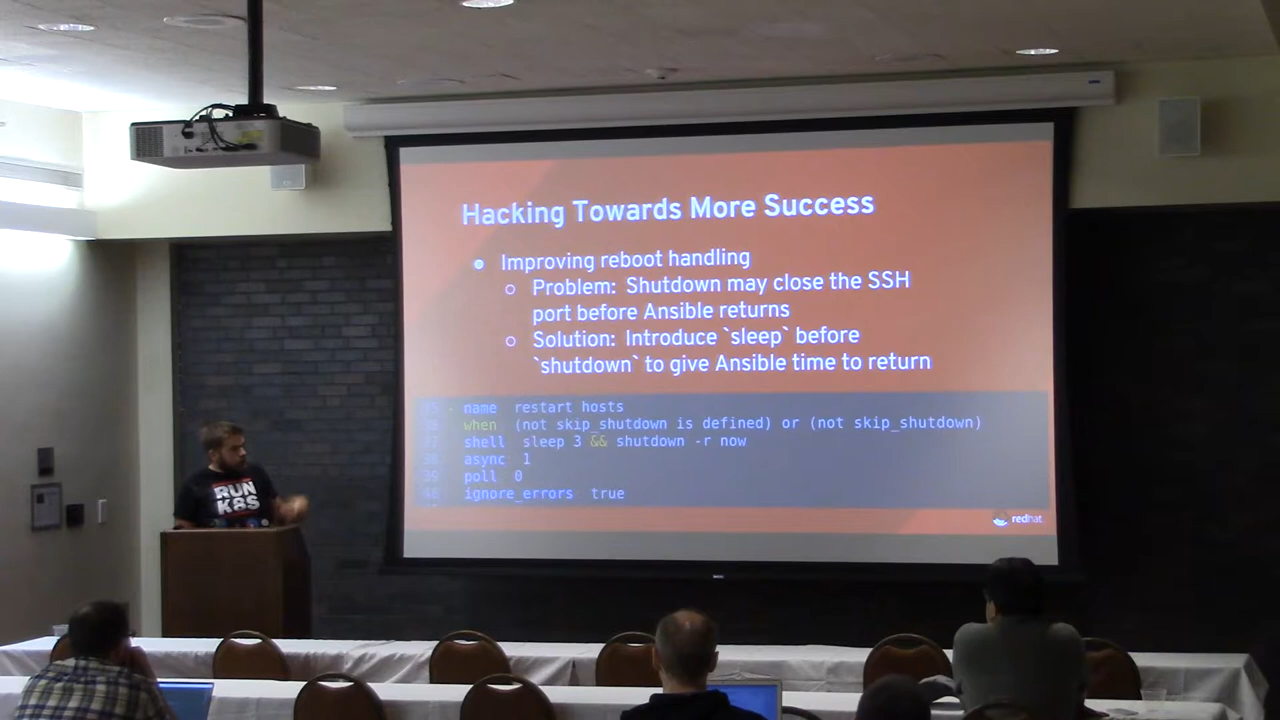 Hacking Towards More Success
● Improving reboot handling
○ Problem: Shutdown may close the SSH
port before Ansible returns
○ Solution: Introduce `sleep` before
`shutdown` to give Ansible time to return
- name restart hosts
when (not skip_shutdown is defined) or (not skip_shutdown)
shell sleep 3 && shutdown -r now
async 1
poll 0
ignore_errors true
redhat
RUN
K8S